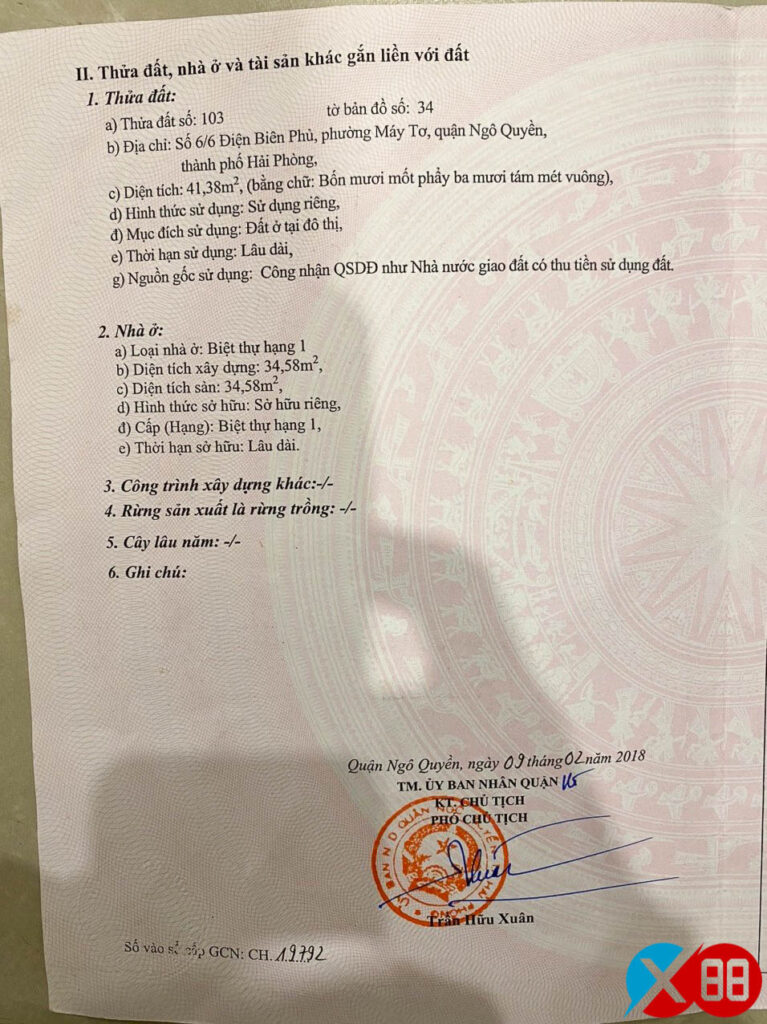 II. Thửa đất, nhà ở và tài sản khác gắn liền với đất
1. Thửa đất:
a) Thửa đất số: 103 tờ bản đồ số: 34
b) Địa chỉ: Số 6/6 Điện Biên Phủ, phường Máy Tơ, quận Ngô Quyền,
thành phố Hải Phòng,
c) Diện tích: 41,38m², (bằng chữ: Bốn mươi mốt phẩy ba mươi tám mét vuông),
d) Hình thức sử dụng: Sử dụng riêng,
đ) Mục đích sử dụng: Đất ở tại đô thị,
e) Thời hạn sử dụng: Lâu dài,
g) Nguồn gốc sử dụng: Công nhận QSDĐ như Nhà nước giao đất có thu tiền sử dụng đất.
2. Nhà ở:
a) Loại nhà ở: Biệt thự hạng 1
b) Diện tích xây dựng: 34,58m²,
c) Diện tích sàn: 34,58m²,
d) Hình thức sở hữu: Sở hữu riêng,
đ) Cấp (Hạng): Biệt thự hạng 1,
e) Thời hạn sở hữu: Lâu dài.
3. Công trình xây dựng khác:-/-
4. Rừng sản xuất là rừng trồng: -/-
5. Cây lâu năm: -/-
6. Ghi chú:
Quận Ngô Quyền, ngày 09 tháng 02 năm 2018
TM. ỦY BAN NHÂN QUẬN
KT. CHỦ TỊCH
PHÓ CHỦ TỊCH
Trần Hữu Xuân
Số vào sổ cấp GCN: CH. 19792
X 88